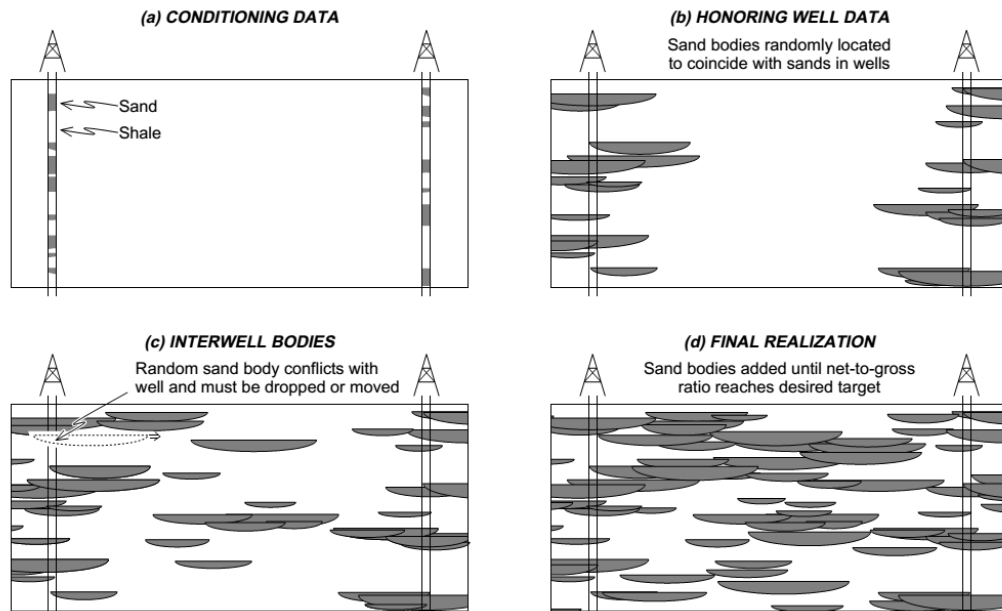 (a) CONDITIONING DATA
Sand
Shale
(b) HONORING WELL DATA
Sand bodies randomly located
to coincide with sands in wells
(c) INTERWELL BODIES
Random sand body conflicts with
well and must be dropped or moved
(d) FINAL REALIZATION
Sand bodies added until net-to-gross
ratio reaches desired target